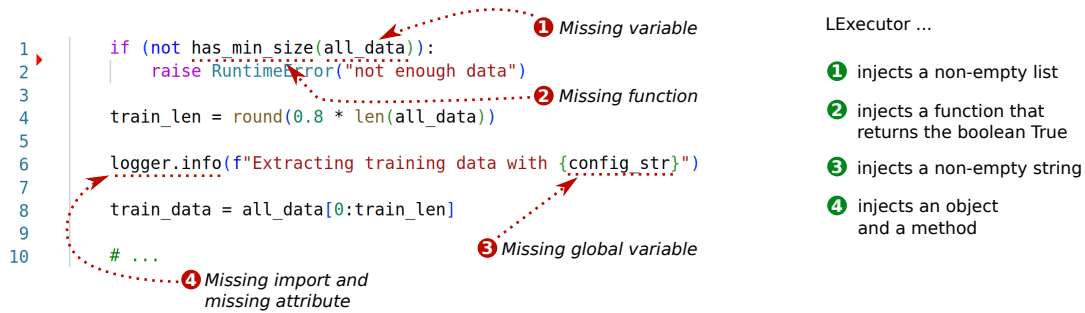 1 Missing variable
LExecutor ...
1 if (not has_min_size(all_data)):
2 raise RuntimeError("not enough data")
1 injects a non-empty list
3
2 Missing function
2 injects a function that
returns the boolean True
4 train_len = round(0.8 * len(all_data))
5
6 logger.info(f"Extracting training data with {config_str}")
3 injects a non-empty string
7
8 train_data = all_data[0:train_len]
4 injects an object
and a method
9
3 Missing global variable
10 # ...
4 Missing import and
missing attribute